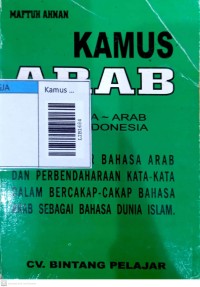 MAFTUH AHNAN
KAMUS
ARAB
Kamus ...
A ~ ARAB
DONESIA
R BAHASA ARAB
DAN PERBENDAHARAAN KATA-KATA
DALAM BERCAKAP-CAKAP BAHASA
ARAB SEBAGAI BAHASA DUNIA ISLAM.
CV. BINTANG PELAJAR